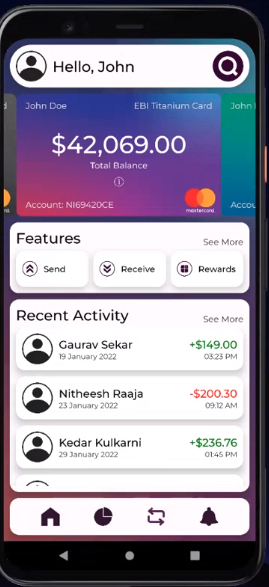 Hello, John
John Doe
EBI Titanium Card
John
$42,069.00
Total Balance
Account: NI69420CE
mastercard
Accou
Features
See More
Send
Receive
Rewards
Recent Activity
See More
Gaurav Sekar
+$149.00
19 January 2022
03:23 PM
Nitheesh Raaja
-$200.30
23 January 2022
09:12 AM
Kedar Kulkarni
+$236.76
29 January 2022
01:45 PM